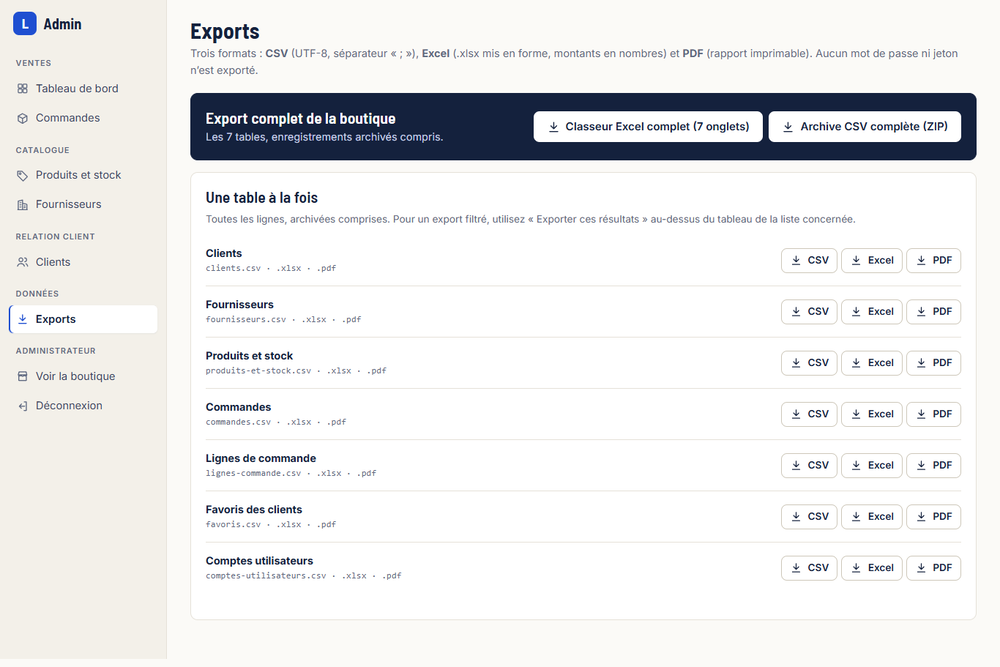 L Admin
VENTES
Tableau de bord
Commandes
CATALOGUE
Produits et stock
Fournisseurs
RELATION CLIENT
Clients
DONNÉES
Exports
ADMINISTRATEUR
Voir la boutique
Déconnexion
Exports
Trois formats : CSV (UTF-8, séparateur « ; »), Excel (.xlsx mis en forme, montants en nombres) et PDF (rapport imprimable). Aucun mot de passe ni jeton
n'est exporté.
Export complet de la boutique
Les 7 tables, enregistrements archivés compris.
Classeur Excel complet (7 onglets)
Archive CSV complète (ZIP)
Une table à la fois
Toutes les lignes, archivées comprises. Pour un export filtré, utilisez « Exporter ces résultats » au-dessus du tableau de la liste concernée.
Clients
clients.csv · .xlsx · .pdf
CSV Excel PDF
Fournisseurs
fournisseurs.csv · .xlsx · .pdf
CSV Excel PDF
Produits et stock
produits-et-stock.csv · .xlsx · .pdf
CSV Excel PDF
Commandes
commandes.csv · .xlsx · .pdf
CSV Excel PDF
Lignes de commande
lignes-commande.csv · .xlsx · .pdf
CSV Excel PDF
Favoris des clients
favoris.csv · .xlsx · .pdf
CSV Excel PDF
Comptes utilisateurs
comptes-utilisateurs.csv · .xlsx · .pdf
CSV Excel PDF